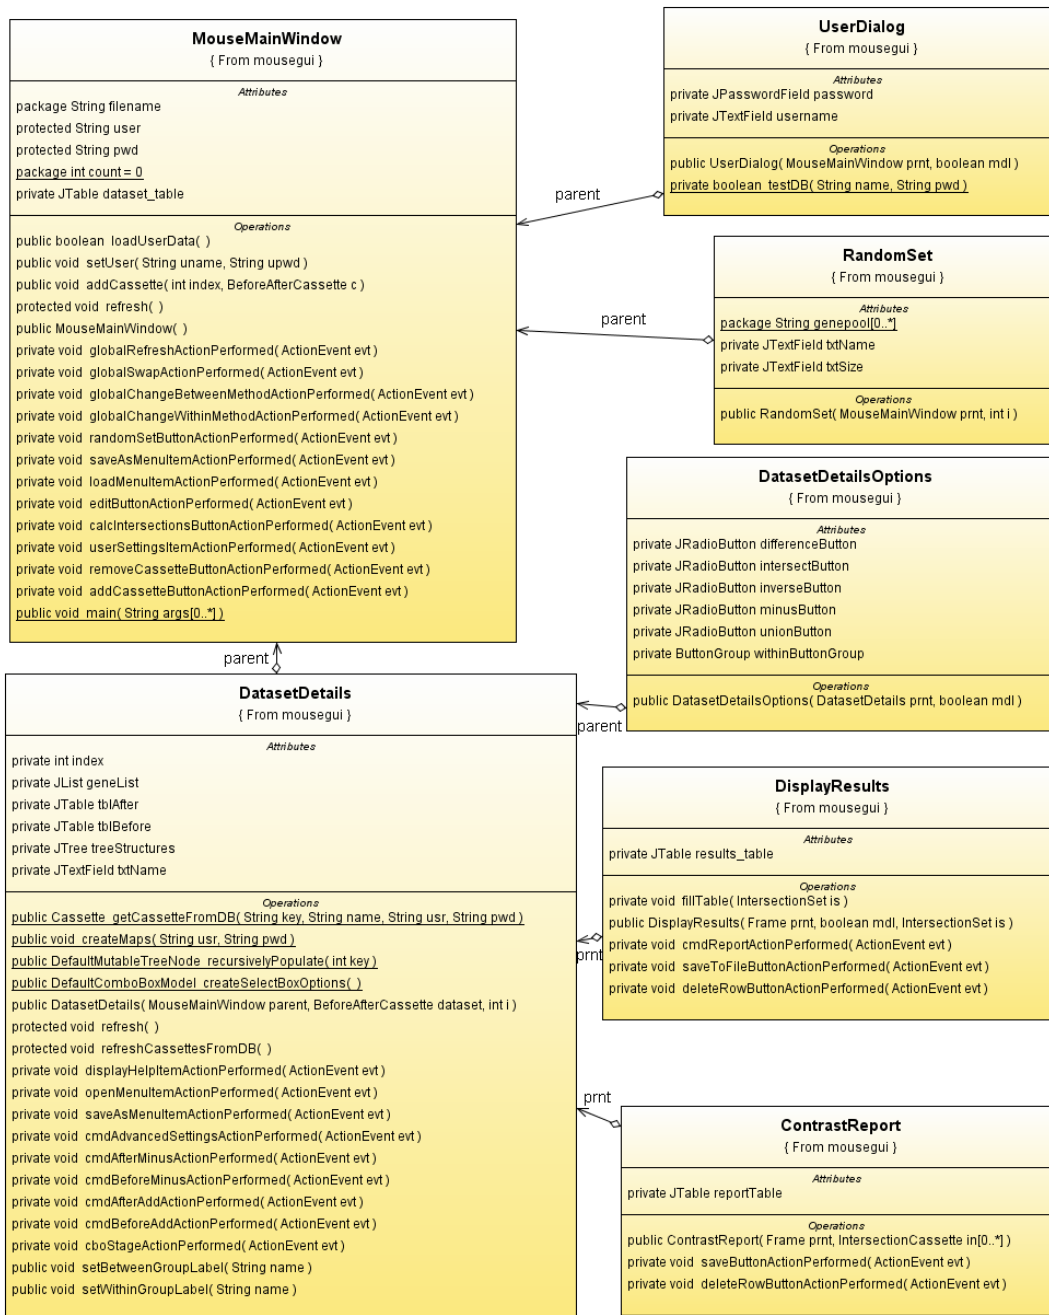 MouseMainWindow
{ From mousegui }
Attributes
package String filename
protected String user
protected String pwd
package int count = 0
private JTable dataset_table
Operations
public boolean loadUserData( )
public void setUser( String uname, String upwd )
public void addCassette( int index, BeforeAfterCassette c )
protected void refresh( )
public MouseMainWindow( )
private void globalRefreshActionPerformed( ActionEvent evt )
private void globalSwapActionPerformed( ActionEvent evt )
private void globalChangeBetweenMethodActionPerformed( ActionEvent evt )
private void globalChangeWithinMethodActionPerformed( ActionEvent evt )
private void randomSetButtonActionPerformed( ActionEvent evt )
private void saveAsMenuItemActionPerformed( ActionEvent evt )
private void loadMenuItemActionPerformed( ActionEvent evt )
private void editButtonActionPerformed( ActionEvent evt )
private void calcIntersectionsButtonActionPerformed( ActionEvent evt )
private void userSettingsItemActionPerformed( ActionEvent evt )
private void removeCassetteButtonActionPerformed( ActionEvent evt )
private void addCassetteButtonActionPerformed( ActionEvent evt )
public void main( String args[0..*] )
UserDialog
{ From mousegui }
Attributes
private JPasswordField password
private JTextField username
Operations
public UserDialog( MouseMainWindow prnt, boolean mdl )
private boolean testDB( String name, String pwd )
parent
RandomSet
{ From mousegui }
Attributes
package String genepool[0..*]
private JTextField txtName
private JTextField txtSize
Operations
public RandomSet( MouseMainWindow prnt, int i )
parent
DatasetDetailsOptions
{ From mousegui }
Attributes
private JRadioButton differenceButton
private JRadioButton intersectButton
private JRadioButton inverseButton
private JRadioButton minusButton
private JRadioButton unionButton
private ButtonGroup withinButtonGroup
Operations
public DatasetDetailsOptions( DatasetDetails prnt, boolean mdl )
parent
parent
DatasetDetails
{ From mousegui }
Attributes
private int index
private JList geneList
private JTable tblAfter
private JTable tblBefore
private JTree treeStructures
private JTextField txtName
Operations
public Cassette getCassetteFromDB( String key, String name, String usr, String pwd )
public void createMaps( String usr, String pwd )
public DefaultMutableTreeNode recursivelyPopulate( int key )
public DefaultComboBoxModel createSelectBoxOptions( )
public DatasetDetails( MouseMainWindow parent, BeforeAfterCassette dataset, int i )
protected void refresh( )
protected void refreshCassettesFromDB( )
private void displayHelpItemActionPerformed( ActionEvent evt )
private void openMenuItemActionPerformed( ActionEvent evt )
private void saveAsMenuItemActionPerformed( ActionEvent evt )
private void cmdAdvancedSettingsActionPerformed( ActionEvent evt )
private void cmdAfterMinusActionPerformed( ActionEvent evt )
private void cmdBeforeMinusActionPerformed( ActionEvent evt )
private void cmdAfterAddActionPerformed( ActionEvent evt )
private void cmdBeforeAddActionPerformed( ActionEvent evt )
private void cboStageActionPerformed( ActionEvent evt )
public void setBetweenGroupLabel( String name )
public void setWithinGroupLabel( String name )
DisplayResults
{ From mousegui }
Attributes
private JTable results_table
Operations
private void fillTable( IntersectionSet is )
public DisplayResults( Frame prnt, boolean mdl, IntersectionSet is )
private void cmdReportActionPerformed( ActionEvent evt )
private void saveToFileButtonActionPerformed( ActionEvent evt )
private void deleteRowButtonActionPerformed( ActionEvent evt )
prnt
prnt
ContrastReport
{ From mousegui }
Attributes
private JTable reportTable
Operations
public ContrastReport( Frame prnt, IntersectionCassette in[0..*] )
private void saveButtonActionPerformed( ActionEvent evt )
private void deleteRowButtonActionPerformed( ActionEvent evt )